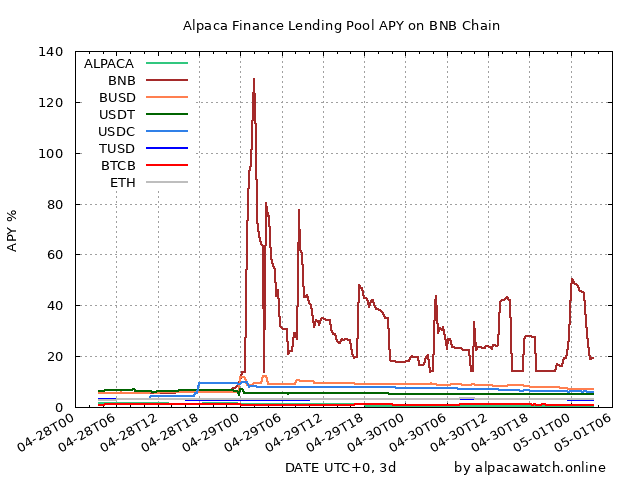 Alpaca Finance Lending Pool APY on BNB Chain
140
120
100
80
60
40
20
0
APY %
ALPACA
BNB
BUSD
USDT
USDC
TUSD
BTCB
ETH
04-28T00
04-28T06
04-28T12
04-28T18
04-29T00
04-29T06
04-29T12
04-29T18
04-30T00
04-30T06
04-30T12
04-30T18
05-01T00
05-01T06
DATE UTC+0, 3d
by alpacawatch.online